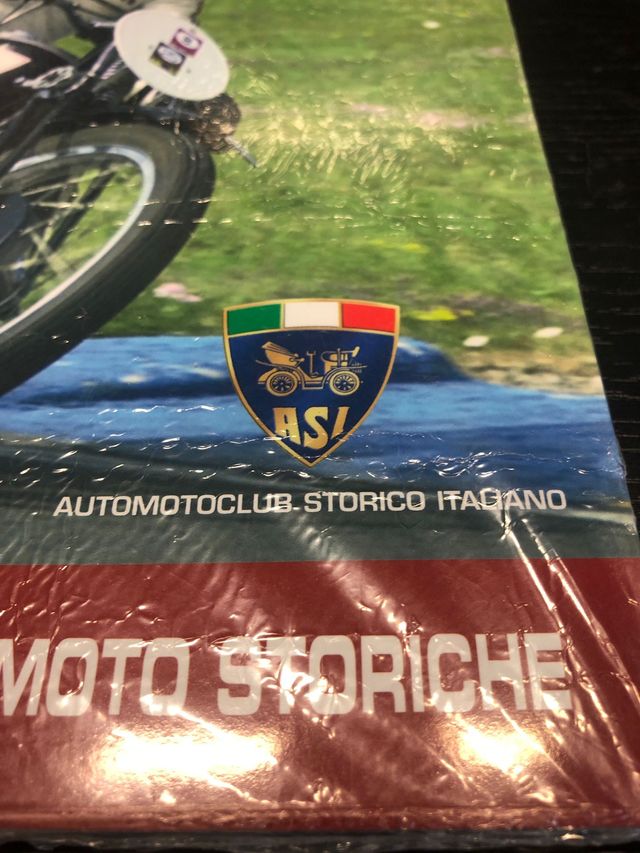 ASI
AUTOMOTOCLUB STORICO ITALIANO
MOTO STORICHE